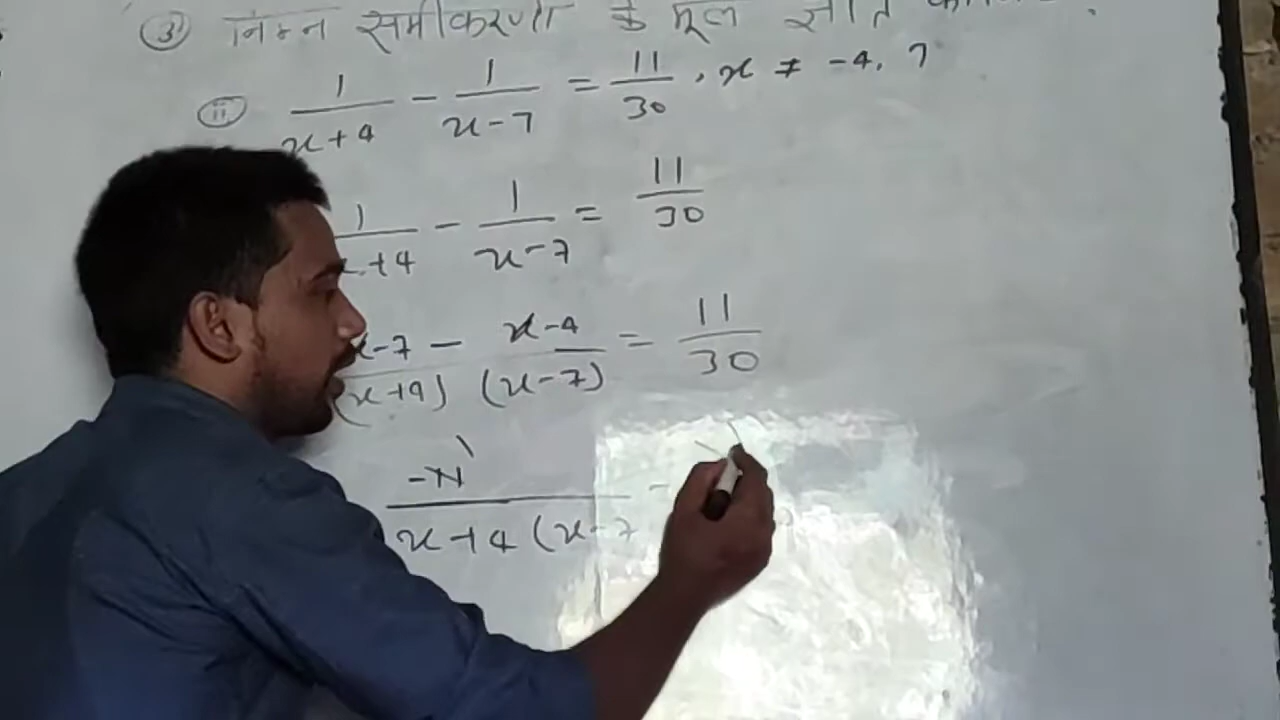 ③ निम्न समीकरणों के मूल ज्ञात
(ii) 1/(x+4) - 1/(x-7) = 11/30, x ≠ -4, 7
1/(x+4) - 1/(x-7) = 11/30
x-7 - x-4 / (x+4) (x-7) = 11/30
-11 / x+4 (x-7